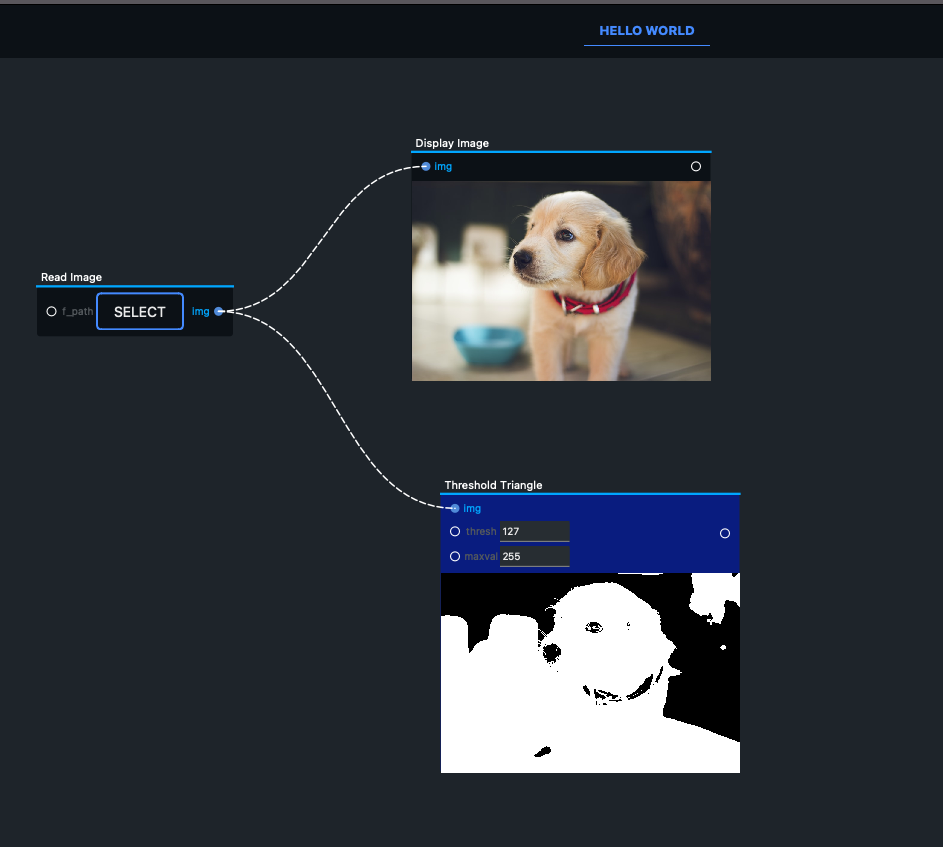 HELLO WORLD
Display Image
img
Read Image
f_path SELECT img
Threshold Triangle
img
thresh 127
maxval 255